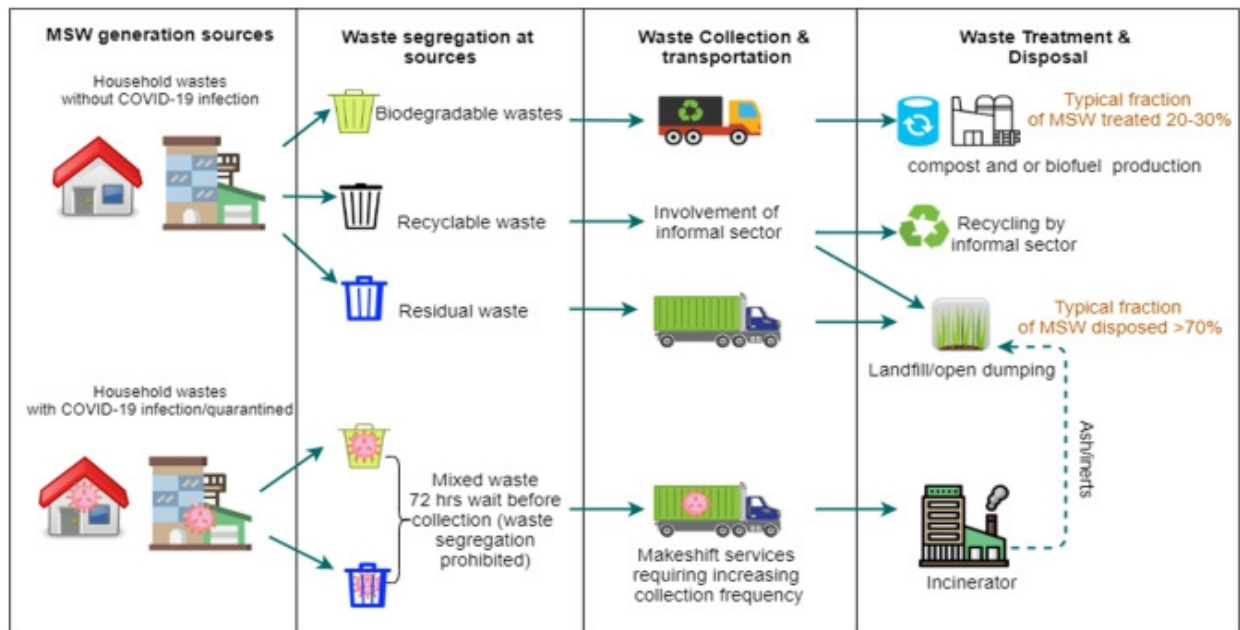 MSW generation sources
Household wastes
without COVID-19 infection
Household wastes
with COVID-19 infection/quarantined
Waste segregation at
sources
Biodegradable wastes
Recyclable waste
Residual waste
Mixed waste
72 hrs wait before
collection (waste
segregation
prohibited)
Waste Collection &
transportation
Involvement of
informal sector
Makeshift services
requiring increasing
collection frequency
Waste Treatment &
Disposal
Typical fraction
of MSW treated 20-30%
compost and or biofuel production
Recycling by
informal sector
Typical fraction
of MSW disposed >70%
Landfill/open dumping
Ash/inerts
Incinerator